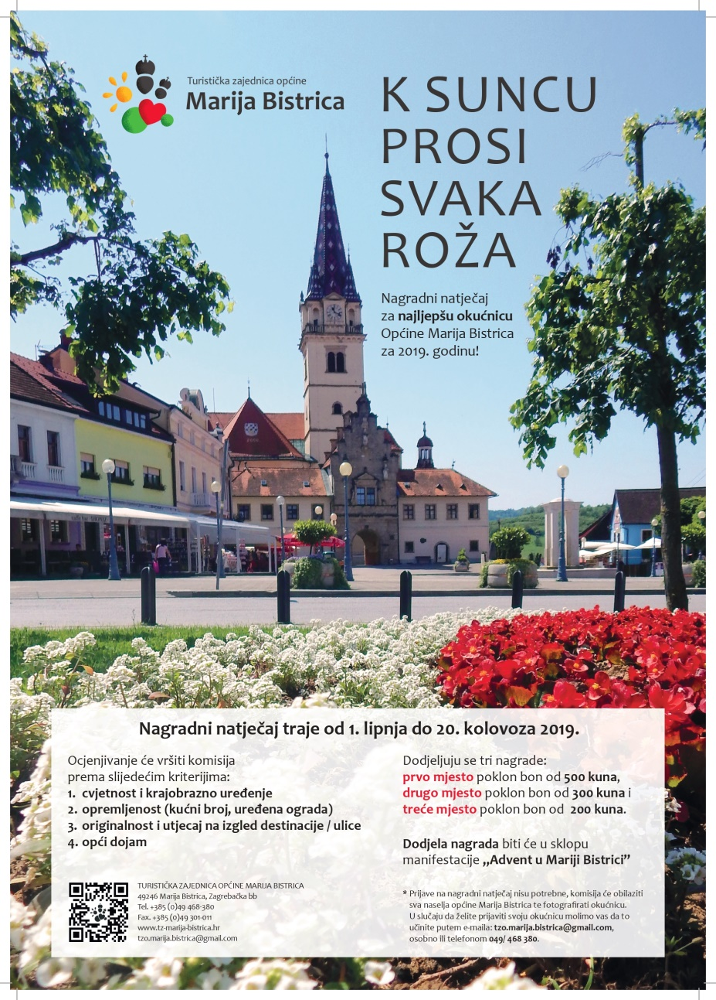 Turistička zajednica općine
Marija Bistrica
K SUNCU
PROSI
SVAKA
ROŽA
Nagradni natječaj
za najljepšu okućnicu
Općine Marija Bistrica
za 2019. godinu!
Nagradni natječaj traje od 1. lipnja do 20. kolovoza 2019.
Ocjenjivanje će vršiti komisija
prema slijedećim kriterijima:
1. cvjetnost i krajobrazno uređenje
2. opremljenost (kućni broj, uređena ograda)
3. originalnost i utjecaj na izgled destinacije / ulice
4. opći dojam
Dodjeljuju se tri nagrade:
prvo mjesto poklon bon od 500 kuna,
drugo mjesto poklon bon od 300 kuna i
treće mjesto poklon bon od 200 kuna.
Dodjela nagrada biti će u sklopu
manifestacije „Advent u Mariji Bistrici”
TURISTIČKA ZAJEDNICA OPĆINE MARIJA BISTRICA
49246 Marija Bistrica, Zagrebačka bb
Tel. +385 (0)49 468-380
Fax. +385 (0)49 301-011
www.tz-marija-bistrica.hr
tzo.marija.bistrica@gmail.com
* Prijave na nagradni natječaj nisu potrebne, komisija će obilaziti
sva naselja općine Marija Bistrica te fotografirati okućnicu.
U slučaju da želite prijaviti svoju okućnicu molimo vas da to
učinite putem e-maila: tzo.marija.bistrica@gmail.com,
osobno ili telefonom 049/ 468 380.